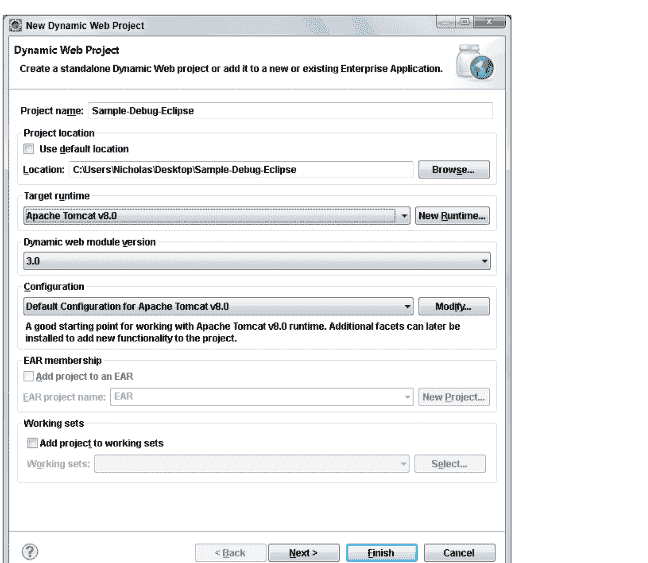 New Dynamic Web Project
Dynamic Web Project
Create a standalone Dynamic Web project or add it to a new or existing Enterprise Application.
Project name: Sample-Debug-Eclipse
Project location
Use default location
Location: C:\Users\Nicholas\Desktop\Sample-Debug-Eclipse Browse...
Target runtime
Apache Tomcat v8.0 New Runtime...
Dynamic web module version
3.0
Configuration
Default Configuration for Apache Tomcat v8.0 Modify...
A good starting point for working with Apache Tomcat v8.0 runtime. Additional facets can later be
installed to add new functionality to the project.
EAR membership
Add project to an EAR
EAR project name: EAR New Project...
Working sets
Add project to working sets
Working sets: Select...
? < Back Next > Finish Cancel